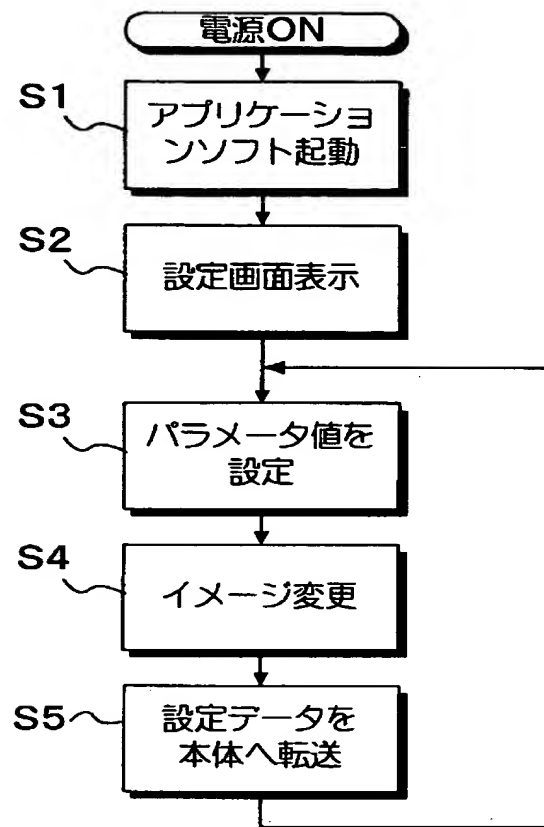 電源ON
S1
アプリケーショ
ンソフト起動
S2
設定画面表示
S3
パラメータ値を
設定
S4
イメージ変更
S5
設定データを
本体へ転送